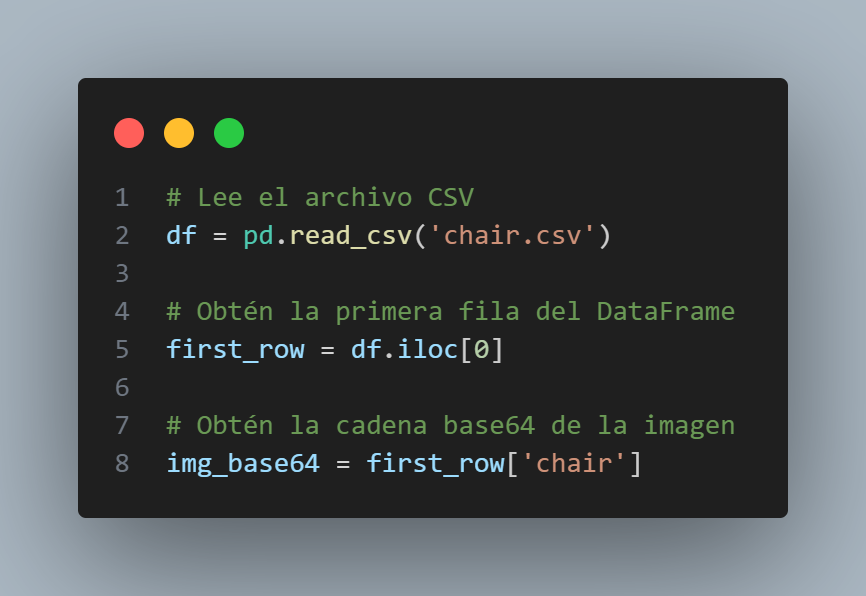 1 # Lee el archivo CSV
2 df = pd.read_csv('chair.csv')
3
4 # Obtén la primera fila del DataFrame
5 first_row = df.iloc[0]
6
7 # Obtén la cadena base64 de la imagen
8 img_base64 = first_row['chair']